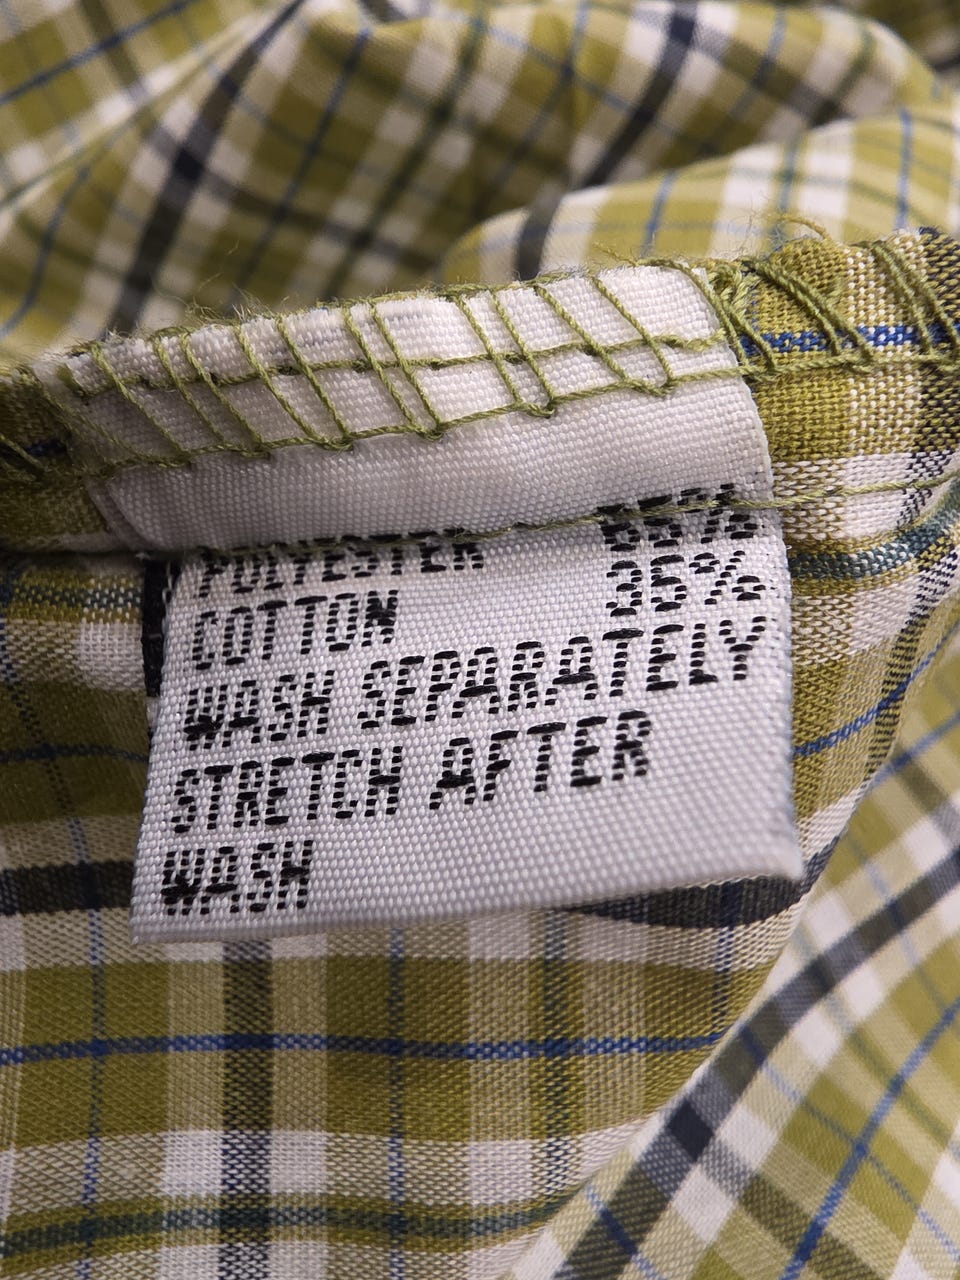 POLYESTER 65%
COTTON 35%
WASH SEPARATELY
STRETCH AFTER
WASH